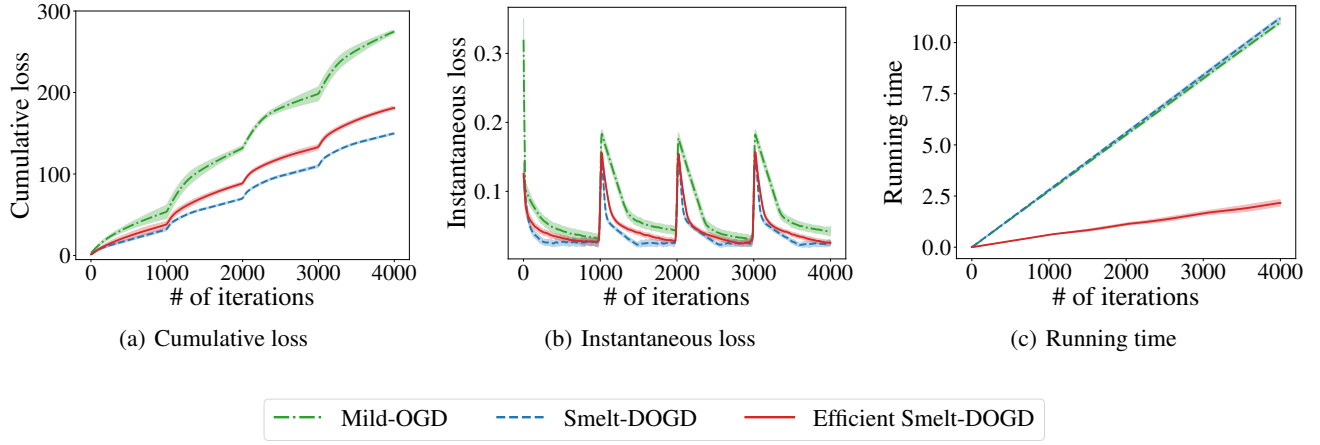 300
200
100
0
Cumulative loss
0 1000 2000 3000 4000
# of iterations
(a) Cumulative loss
0.3
0.2
0.1
Instantaneous loss
0 1000 2000 3000 4000
# of iterations
(b) Instantaneous loss
10.0
7.5
5.0
2.5
0.0
Running time
0 1000 2000 3000 4000
# of iterations
(c) Running time
Mild-OGD Smelt-DOGD Efficient Smelt-DOGD